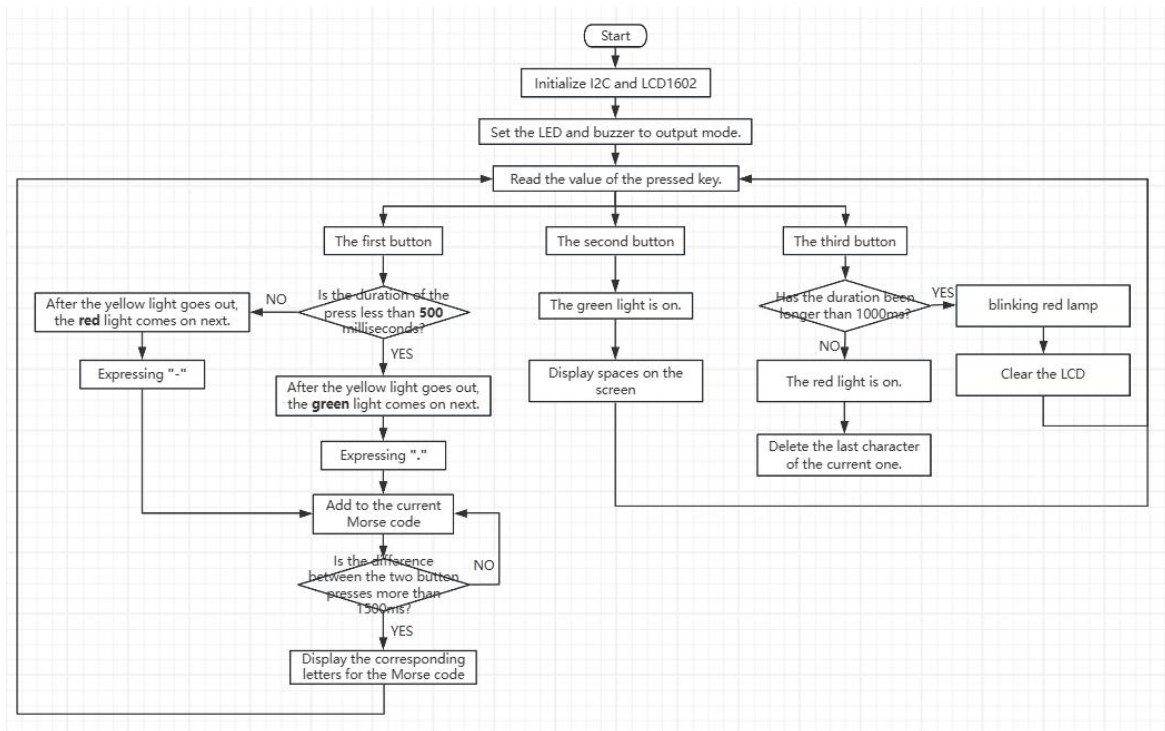 Start
Initialize I2C and LCD1602
Set the LED and buzzer to output mode.
Read the value of the pressed key.
The first button
The second button
The third button
Is the duration of the
press less than 500
milliseconds?
NO
After the yellow light goes out,
the red light comes on next.
Expressing "-"
YES
After the yellow light goes out,
the green light comes on next.
Expressing "."
Add to the current
Morse code
Is the difference
between the two button
presses more than
1500ms?
NO
YES
Display the corresponding
letters for the Morse code
The green light is on.
Display spaces on the
screen
Has the duration been
longer than 1000ms?
YES
blinking red lamp
Clear the LCD
NO
The red light is on.
Delete the last character
of the current one.